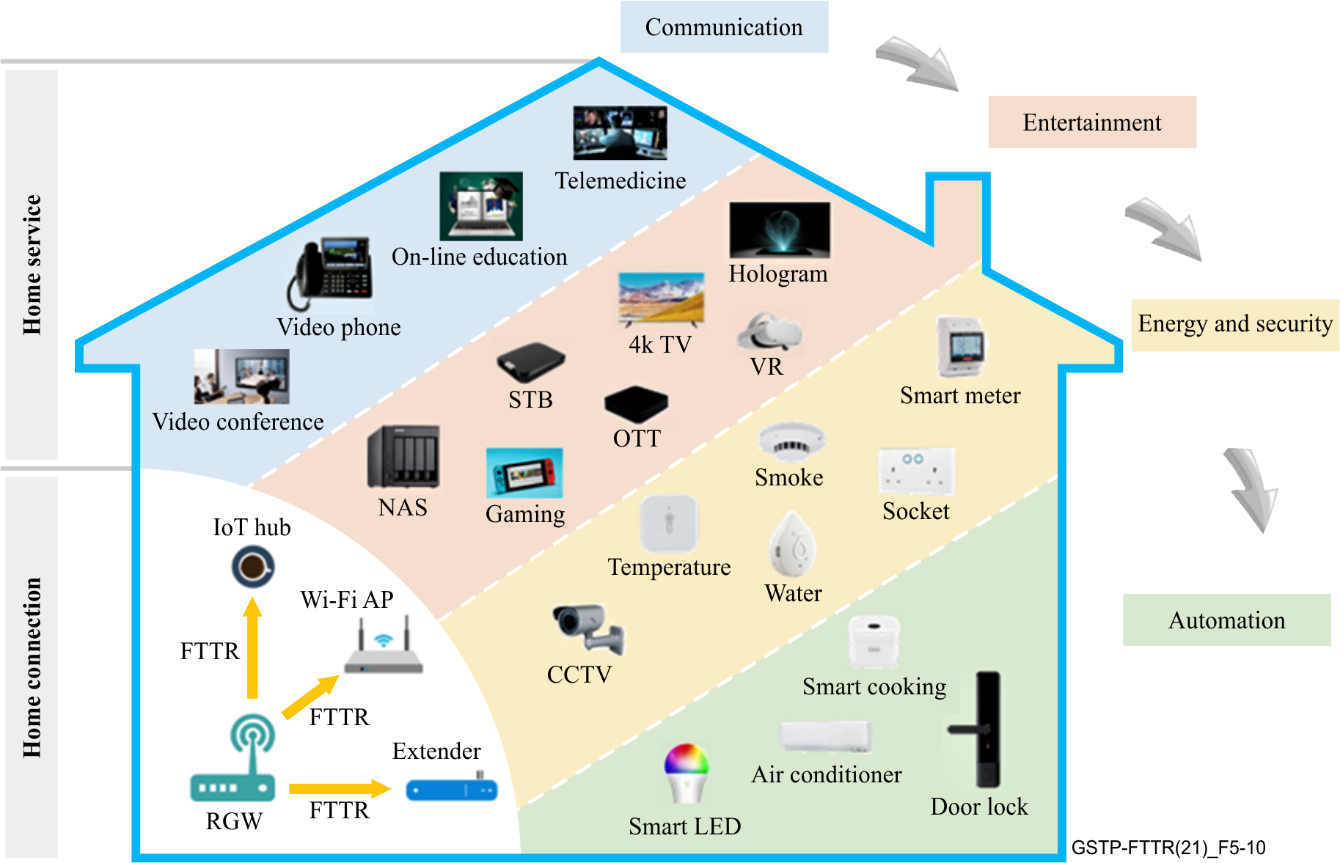 Communication
Entertainment
Energy and security
Automation
Home service
Home connection
Telemedicine
On-line education
Video phone
Video conference
Hologram
4k TV
VR
STB
OTT
NAS
Gaming
Smart meter
Smoke
Socket
Temperature
Water
CCTV
Smart cooking
Air conditioner
Door lock
Smart LED
IoT hub
Wi-Fi AP
FTTR
FTTR
Extender
FTTR
RGW
GSTP-FTTR(21)_F5-10